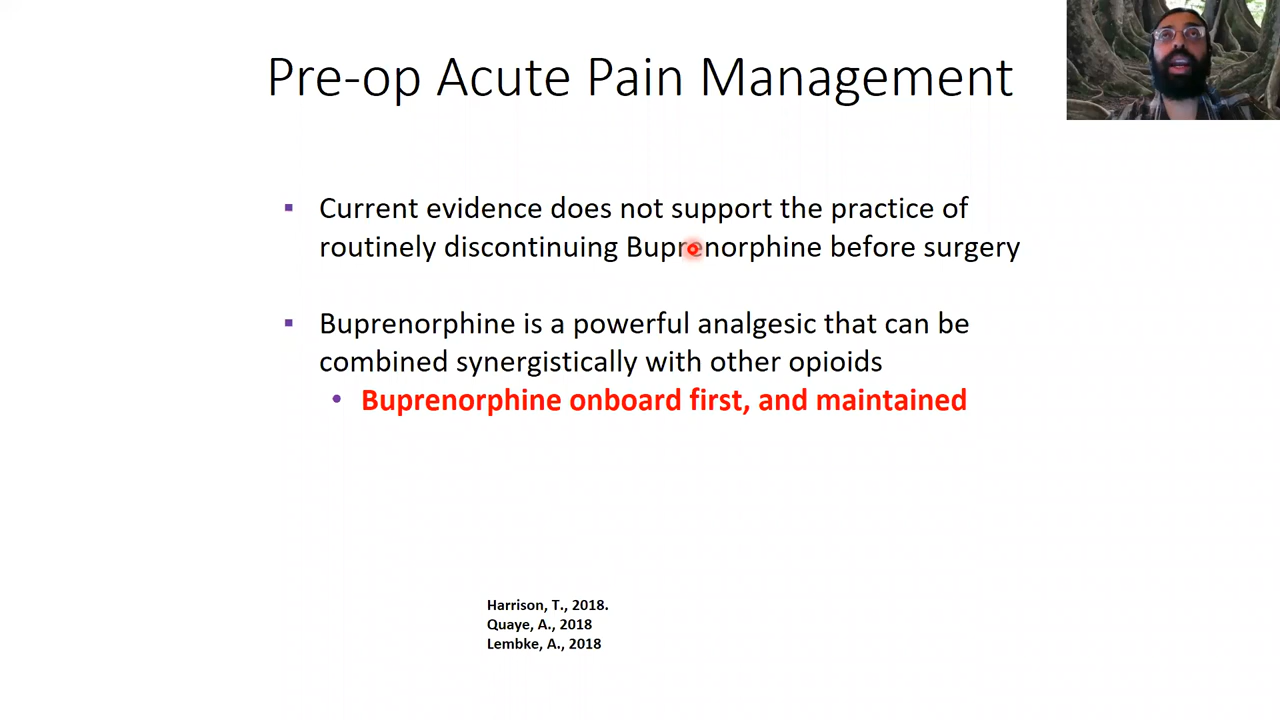 Pre-op Acute Pain Management
▪ Current evidence does not support the practice of
routinely discontinuing Buprenorphine before surgery
▪ Buprenorphine is a powerful analgesic that can be
combined synergistically with other opioids
• Buprenorphine onboard first, and maintained
Harrison, T., 2018.
Quaye, A., 2018
Lembke, A., 2018